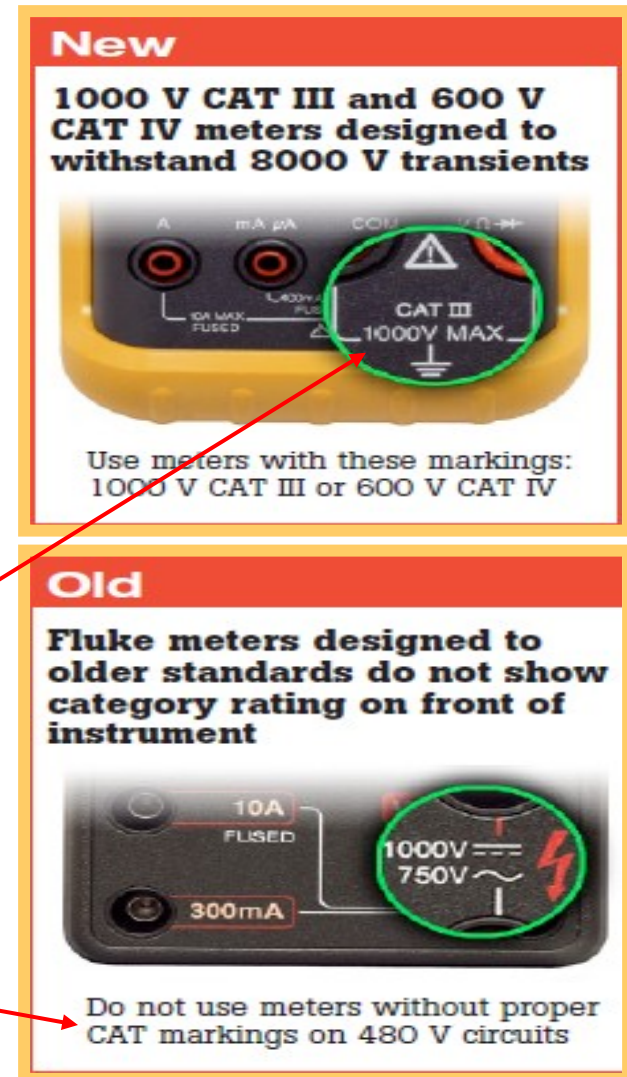 New
1000 V CAT III and 600 V
CAT IV meters designed to
withstand 8000 V transients
A mA µA COM V Ω
10A MAX
FUSED
400mA
CAT III
1000V MAX
Use meters with these markings:
1000 V CAT III or 600 V CAT IV
Old
Fluke meters designed to
older standards do not show
category rating on front of
instrument
10A
FUSED
1000V
750V
300mA
Do not use meters without proper
CAT markings on 480 V circuits